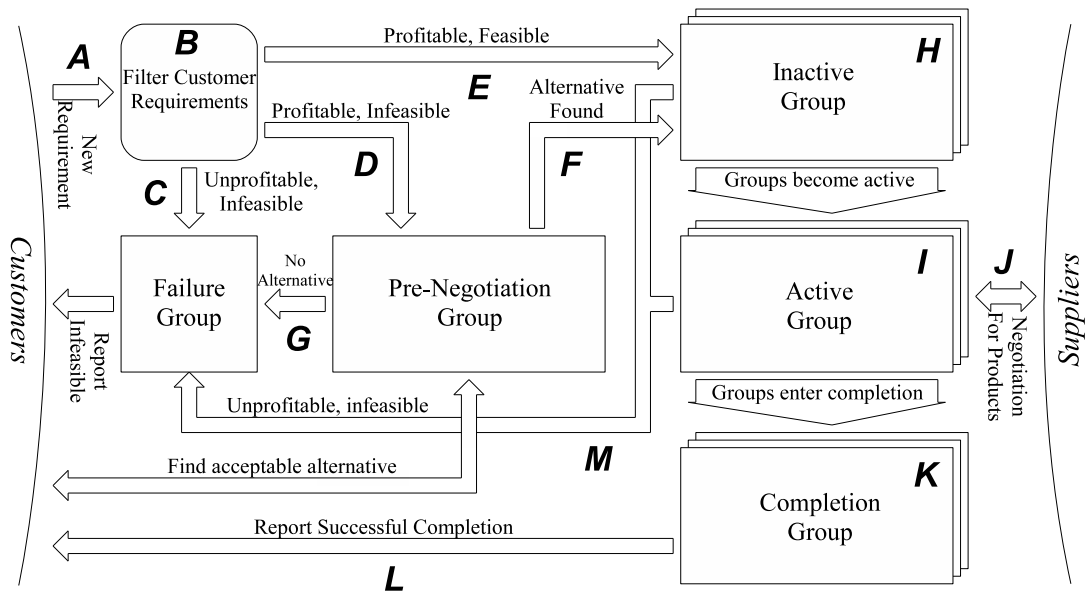 A
New
Requirement
B
Filter Customer
Requirements
Profitable, Feasible
E
H
Inactive
Group
Profitable, Infeasible
D
Alternative
Found
F
C
Unprofitable,
Infeasible
Groups become active
Customers
Failure
Group
Report
Infeasible
No
Alternative
G
Pre-Negotiation
Group
I
Active
Group
J
Negotiation
For Products
Suppliers
Unprofitable, infeasible
Groups enter completion
M
Find acceptable alternative
K
Completion
Group
Report Successful Completion
L